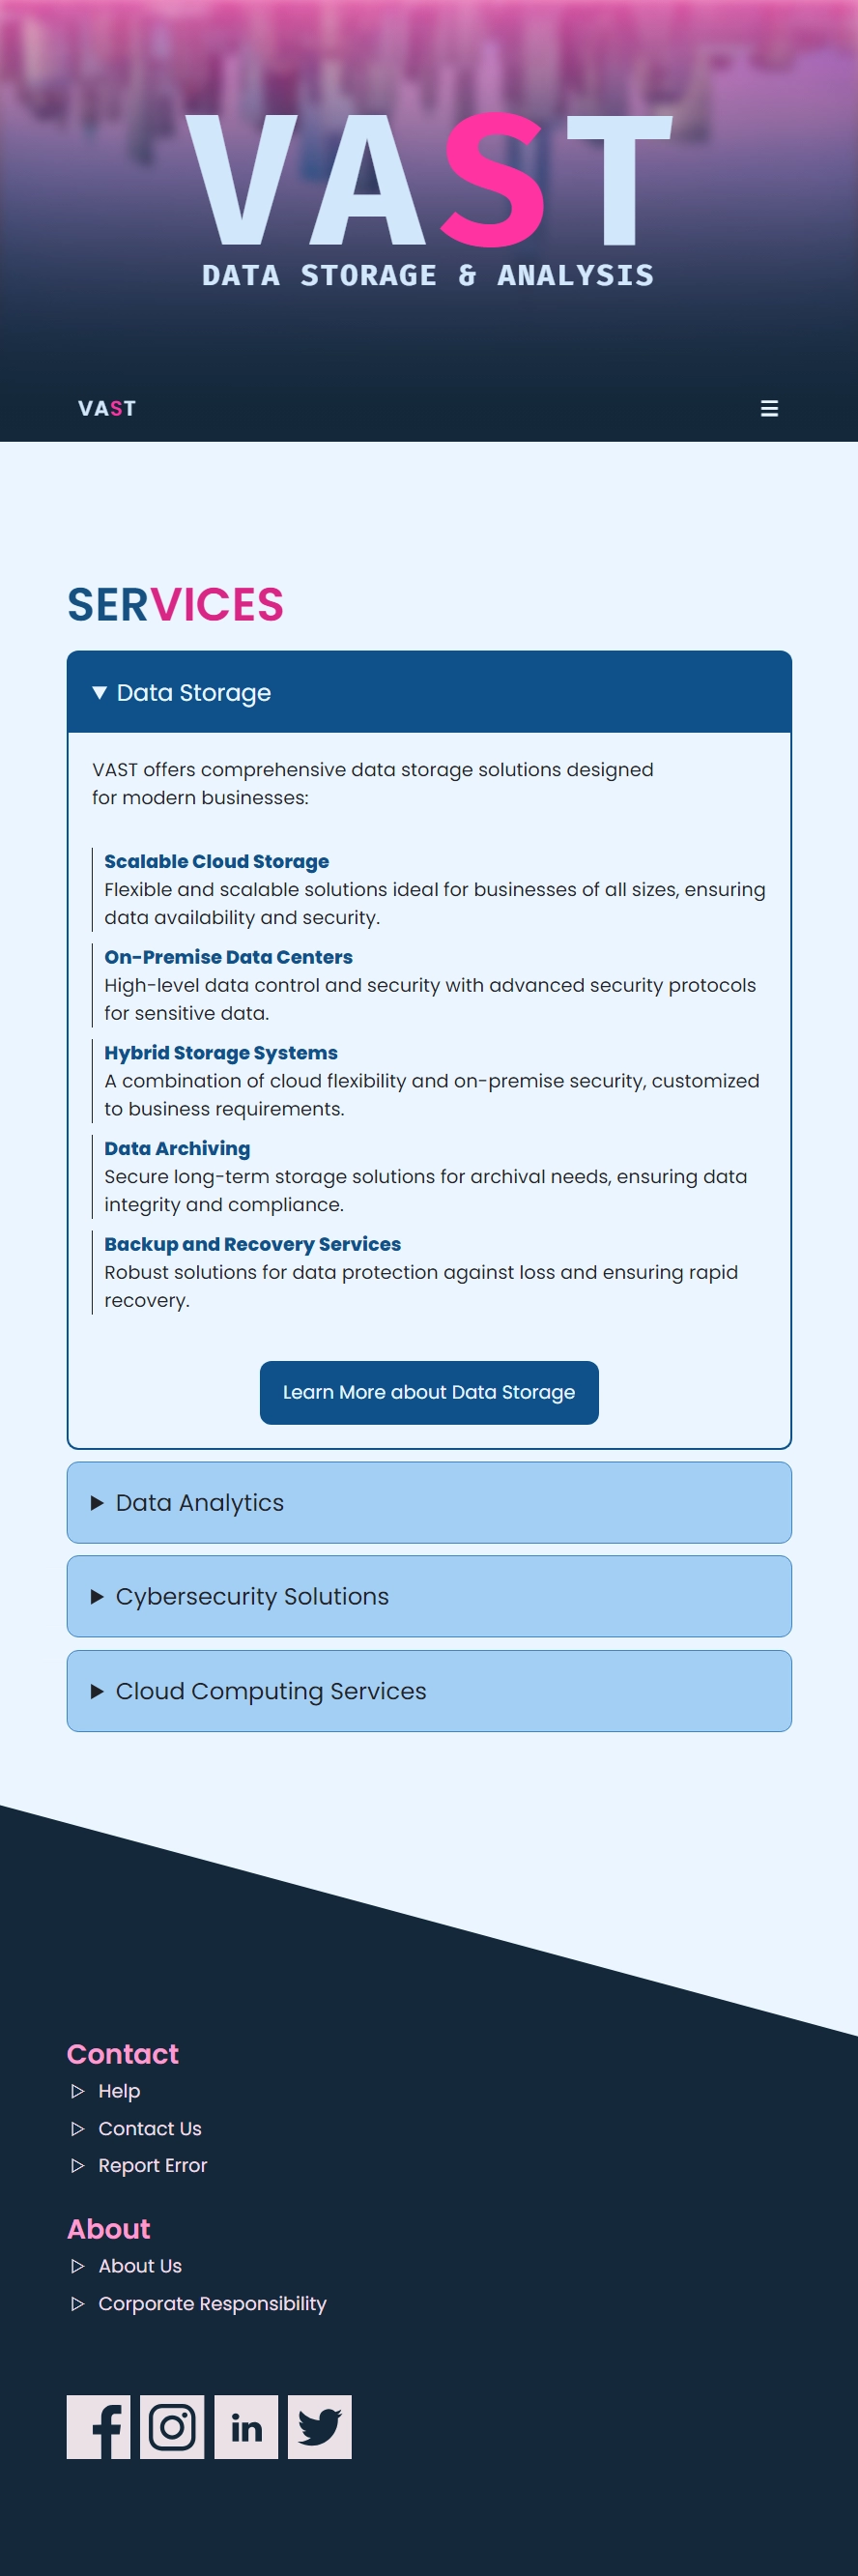 VAST
DATA STORAGE & ANALYSIS
VAST
SERVICES
Data Storage
VAST offers comprehensive data storage solutions designed
for modern businesses:
Scalable Cloud Storage
Flexible and scalable solutions ideal for businesses of all sizes, ensuring
data availability and security.
On-Premise Data Centers
High-level data control and security with advanced security protocols
for sensitive data.
Hybrid Storage Systems
A combination of cloud flexibility and on-premise security, customized
to business requirements.
Data Archiving
Secure long-term storage solutions for archival needs, ensuring data
integrity and compliance.
Backup and Recovery Services
Robust solutions for data protection against loss and ensuring rapid
recovery.
Learn More about Data Storage
Data Analytics
Cybersecurity Solutions
Cloud Computing Services
Contact
Help
Contact Us
Report Error
About
About Us
Corporate Responsibility